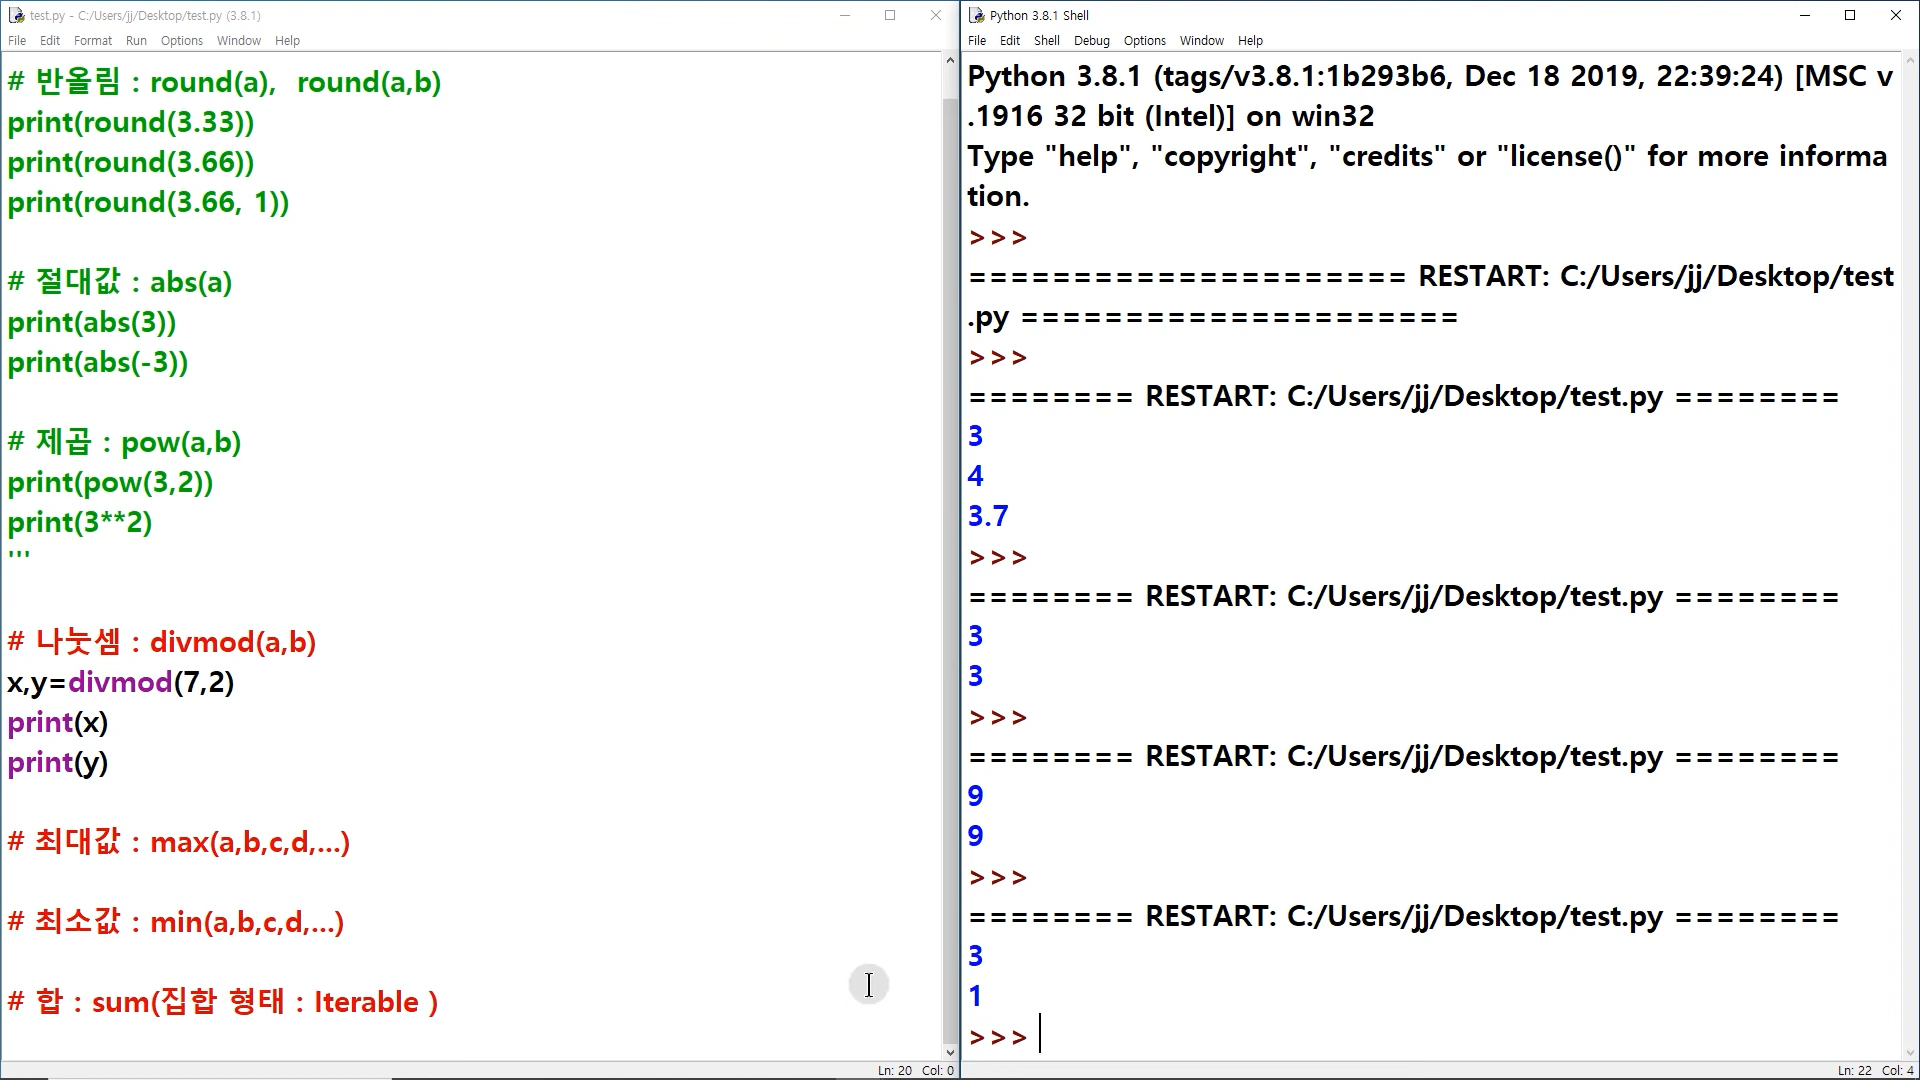 test.py - C:/Users/jj/Desktop/test.py (3.8.1)
File Edit Format Run Options Window Help
# 반올림 : round(a),  round(a,b)
print(round(3.33))
print(round(3.66))
print(round(3.66, 1))
# 절대값 : abs(a)
print(abs(3))
print(abs(-3))
# 제곱 : pow(a,b)
print(pow(3,2))
print(3**2)
'''
# 나눗셈 : divmod(a,b)
x,y=divmod(7,2)
print(x)
print(y)
# 최대값 : max(a,b,c,d,...)
# 최소값 : min(a,b,c,d,...)
# 합 : sum(집합 형태 : Iterable )
Ln: 20 Col: 0
Python 3.8.1 Shell
File Edit Shell Debug Options Window Help
Python 3.8.1 (tags/v3.8.1:1b293b6, Dec 18 2019, 22:39:24) [MSC v
.1916 32 bit (Intel)] on win32
Type "help", "copyright", "credits" or "license()" for more informa
tion.
>>>
===================== RESTART: C:/Users/jj/Desktop/test
.py =====================
>>>
======== RESTART: C:/Users/jj/Desktop/test.py ========
3
4
3.7
>>>
======== RESTART: C:/Users/jj/Desktop/test.py ========
3
3
>>>
======== RESTART: C:/Users/jj/Desktop/test.py ========
9
9
>>>
======== RESTART: C:/Users/jj/Desktop/test.py ========
3
1
>>>
Ln: 22 Col: 4